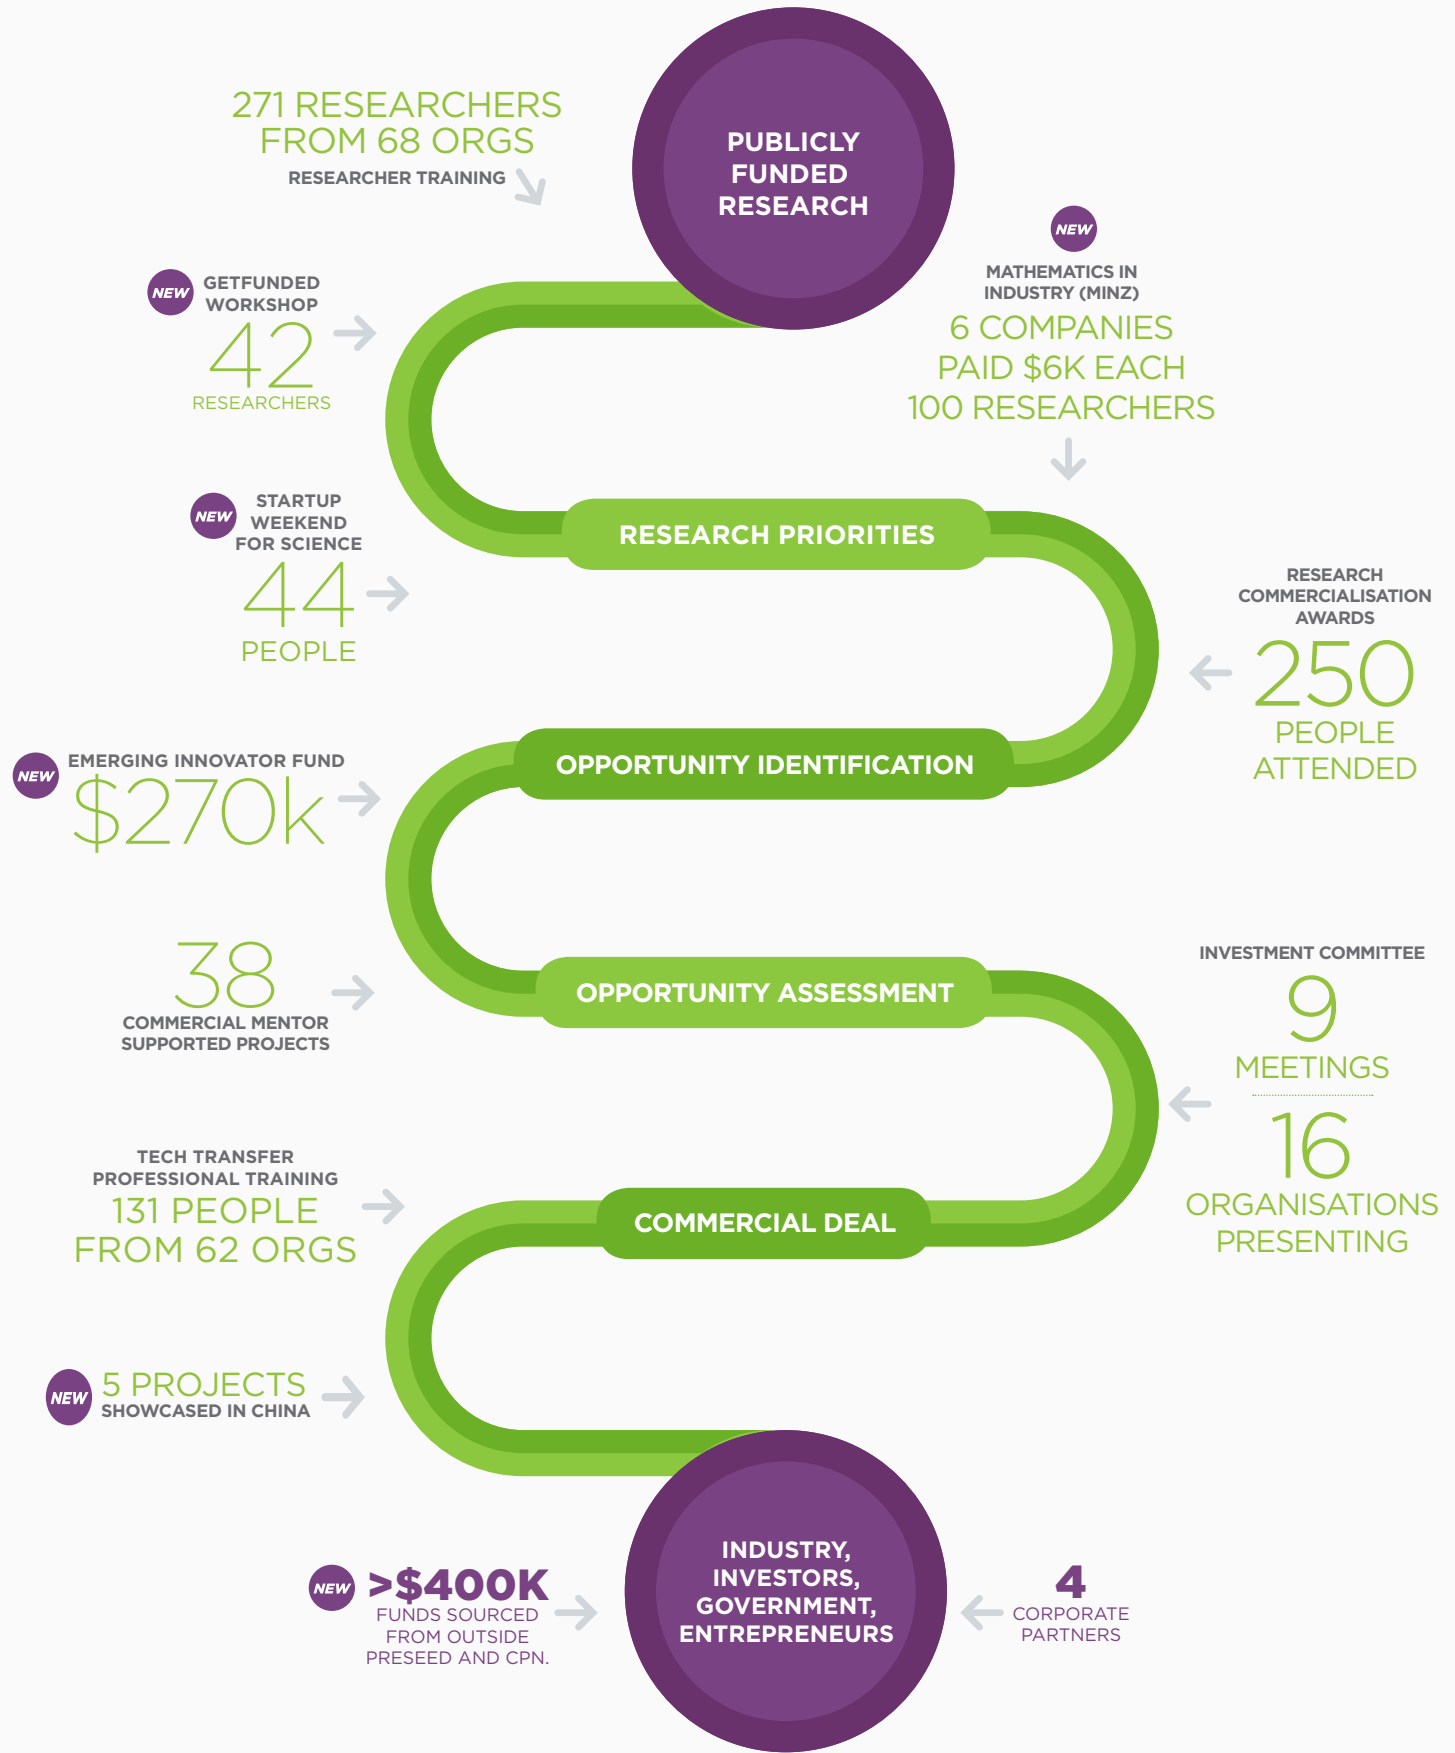 PUBLICLY
FUNDED
RESEARCH
271 RESEARCHERS
FROM 68 ORGS
RESEARCHER TRAINING
NEW
MATHEMATICS IN
INDUSTRY (MINZ)
6 COMPANIES
PAID $6K EACH
100 RESEARCHERS
NEW
GETFUNDED
WORKSHOP
42
RESEARCHERS
NEW
STARTUP
WEEKEND
FOR SCIENCE
44
PEOPLE
RESEARCH PRIORITIES
RESEARCH
COMMERCIALISATION
AWARDS
250
PEOPLE
ATTENDED
OPPORTUNITY IDENTIFICATION
NEW
EMERGING INNOVATOR FUND
$270k
38
COMMERCIAL MENTOR
SUPPORTED PROJECTS
OPPORTUNITY ASSESSMENT
INVESTMENT COMMITTEE
9
MEETINGS
16
ORGANISATIONS
PRESENTING
TECH TRANSFER
PROFESSIONAL TRAINING
131 PEOPLE
FROM 62 ORGS
COMMERCIAL DEAL
NEW
5 PROJECTS
SHOWCASED IN CHINA
INDUSTRY,
INVESTORS,
GOVERNMENT,
ENTREPRENEURS
NEW
>$400K
FUNDS SOURCED
FROM OUTSIDE
PRESEED AND CPN.
4
CORPORATE
PARTNERS